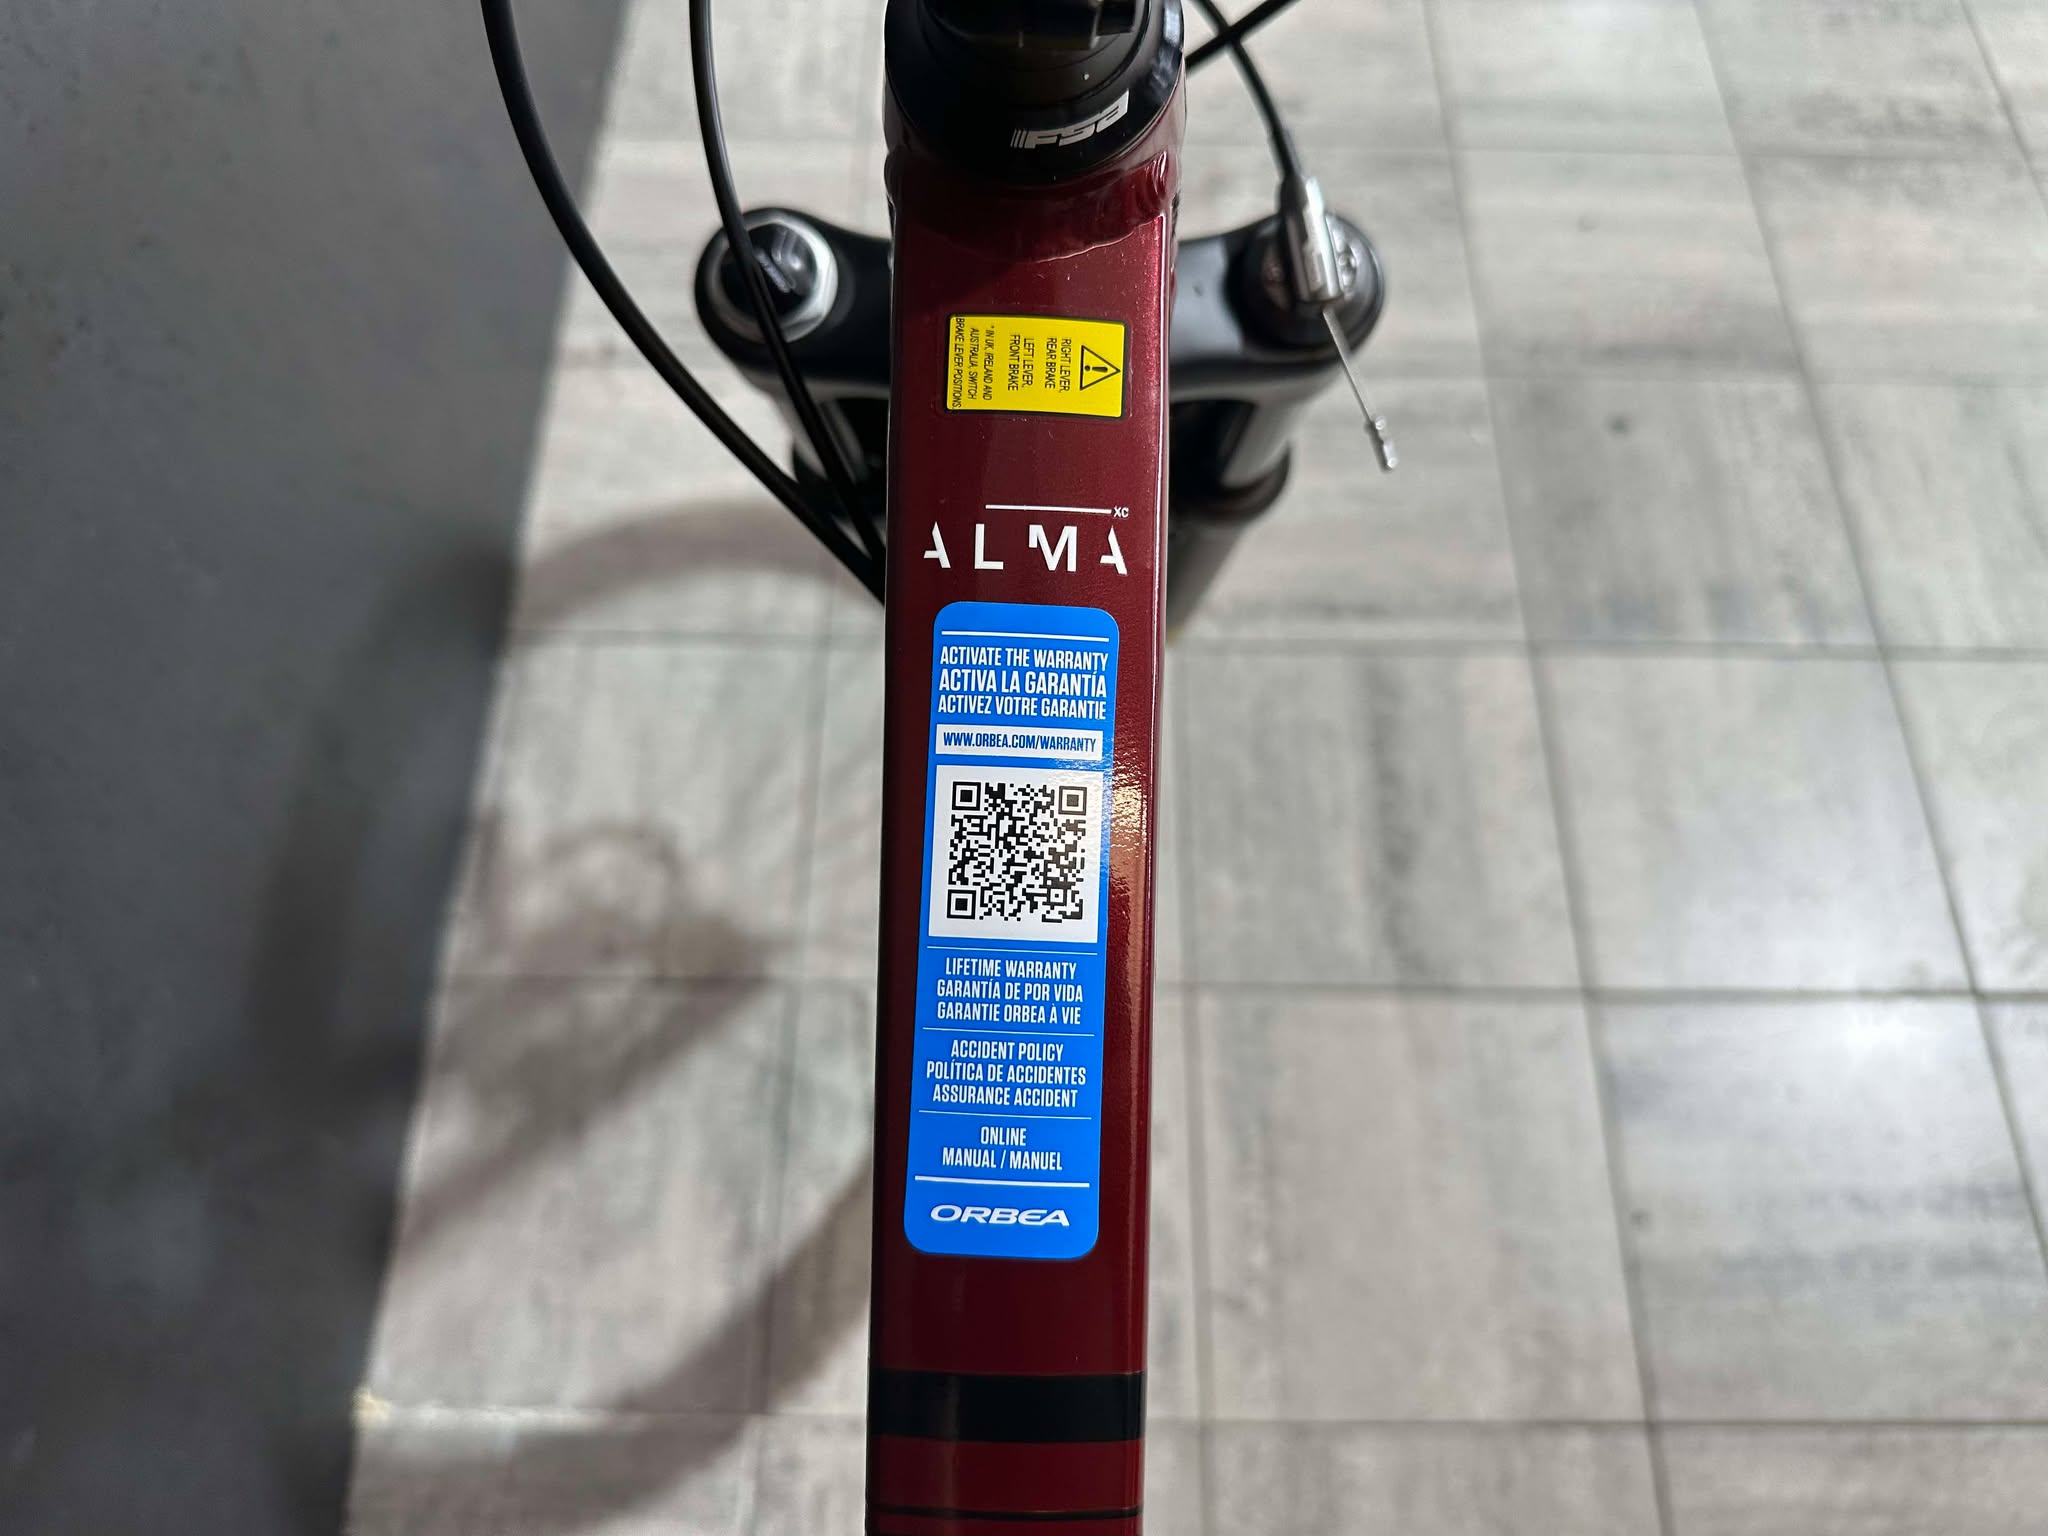 FSA
RIGHT LEVER,
REAR BRAKE
LEFT LEVER,
FRONT BRAKE
* IN UK, IRELAND AND
AUSTRALIA, SWITCH
BRAKE LEVER POSITIONS.
XC
ALMA
ACTIVATE THE WARRANTY
ACTIVA LA GARANTÍA
ACTIVEZ VOTRE GARANTIE
WWW.ORBEA.COM/WARRANTY
LIFETIME WARRANTY
GARANTÍA DE POR VIDA
GARANTIE ORBEA À VIE
ACCIDENT POLICY
POLÍTICA DE ACCIDENTES
ASSURANCE ACCIDENT
ONLINE
MANUAL / MANUEL
ORBEA